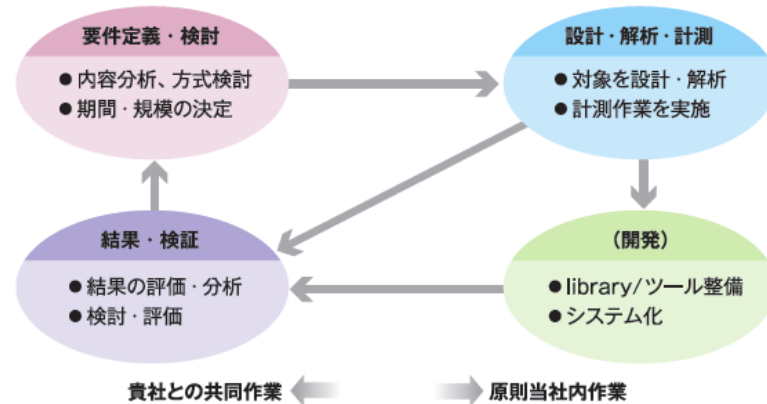 要件定義・検討
● 内容分析、方式検討
● 期間・規模の決定
設計・解析・計測
● 対象を設計・解析
● 計測作業を実施
結果・検証
● 結果の評価・分析
● 検討・評価
（開発）
● library/ツール整備
● システム化
貴社との共同作業
原則当社内作業